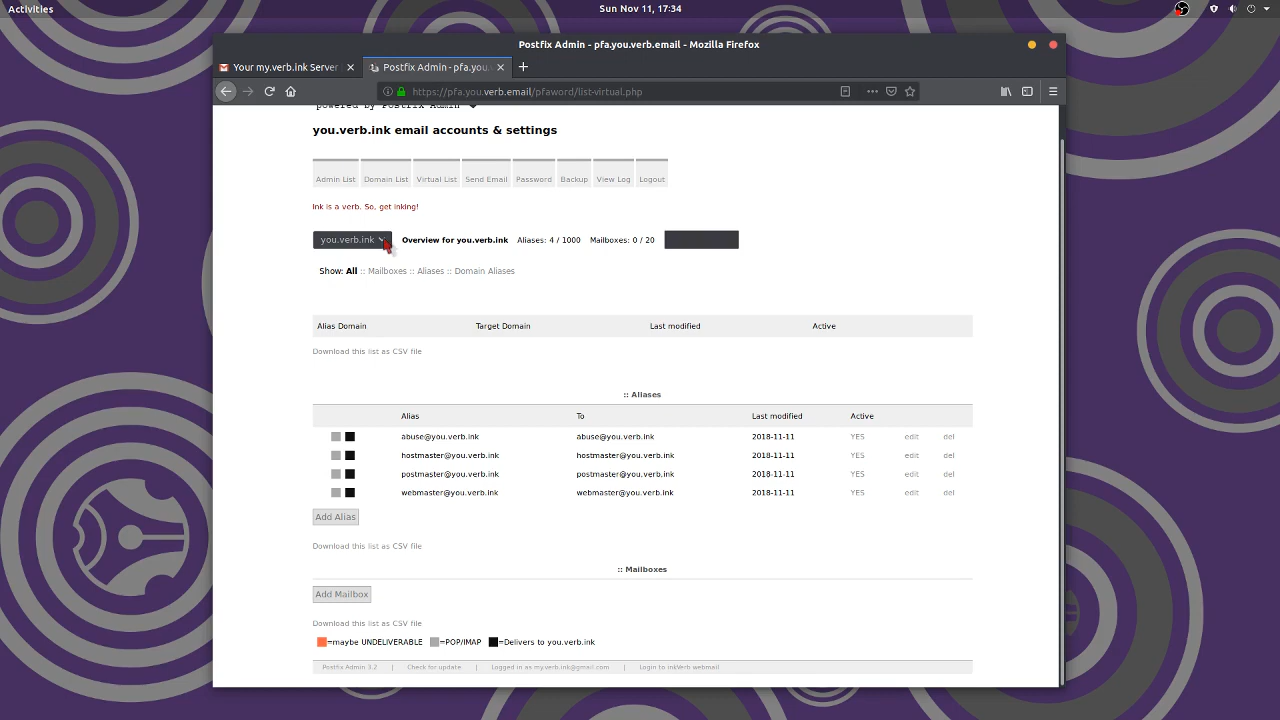 Activities
Sun Nov 11, 17:34
Postfix Admin - pfa.you.verb.email - Mozilla Firefox
Your my.verb.ink Server
Postfix Admin - pfa.you.
https://pfa.you.verb.email/pfaword/list-virtual.php
powered by Postfix Admin
you.verb.ink email accounts & settings
Admin List Domain List Virtual List Send Email Password Backup View Log Logout
Ink is a verb. So, get inking!
you.verb.ink Overview for you.verb.ink Aliases: 4 / 1000 Mailboxes: 0 / 20
Show: All :: Mailboxes :: Aliases :: Domain Aliases
Alias Domain Target Domain Last modified Active
Download this list as CSV file
:: Aliases
Alias To Last modified Active
abuse@you.verb.ink abuse@you.verb.ink 2018-11-11 YES edit del
hostmaster@you.verb.ink hostmaster@you.verb.ink 2018-11-11 YES edit del
postmaster@you.verb.ink postmaster@you.verb.ink 2018-11-11 YES edit del
webmaster@you.verb.ink webmaster@you.verb.ink 2018-11-11 YES edit del
Add Alias
Download this list as CSV file
:: Mailboxes
Add Mailbox
Download this list as CSV file
=maybe UNDELIVERABLE =POP/IMAP =Delivers to you.verb.ink
Postfix Admin 3.2 | Check for update | Logged in as my.verb.ink@gmail.com | Login to inkVerb webmail